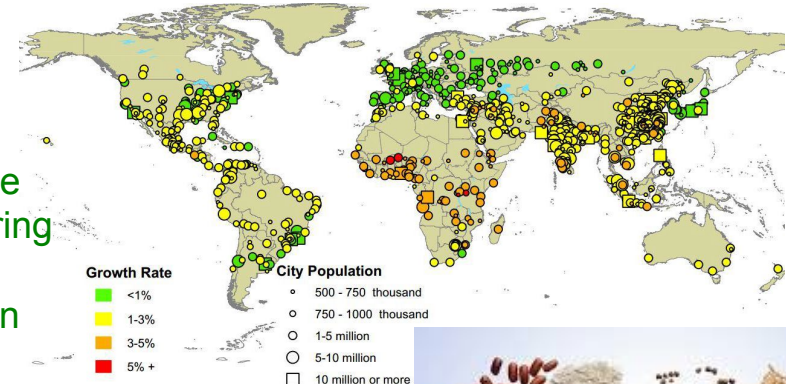 e
ring
n
Growth Rate
<1%
1-3%
3-5%
5% +
City Population
500 - 750 thousand
750 - 1000 thousand
1-5 million
5-10 million
10 million or more